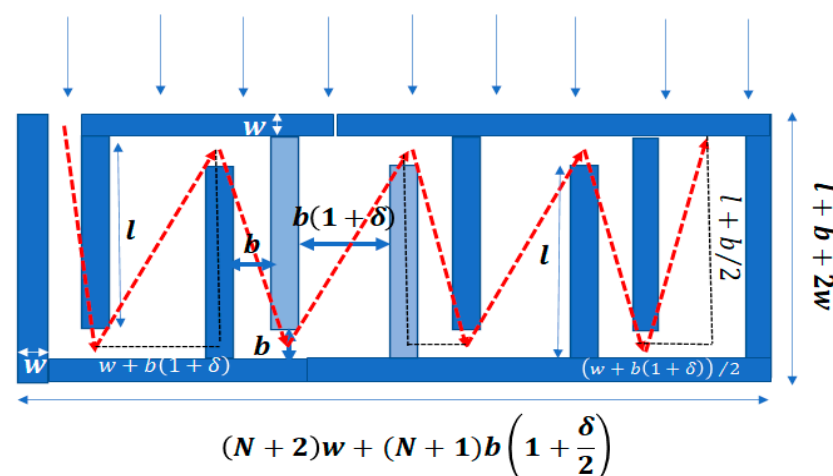 w
l
b(1 + δ)
b
l
l + b/2
l + b + 2w
b
w
w + b(1 + δ)
(w + b(1 + δ))/2
(N + 2)w + (N + 1)b(1 + δ/2)